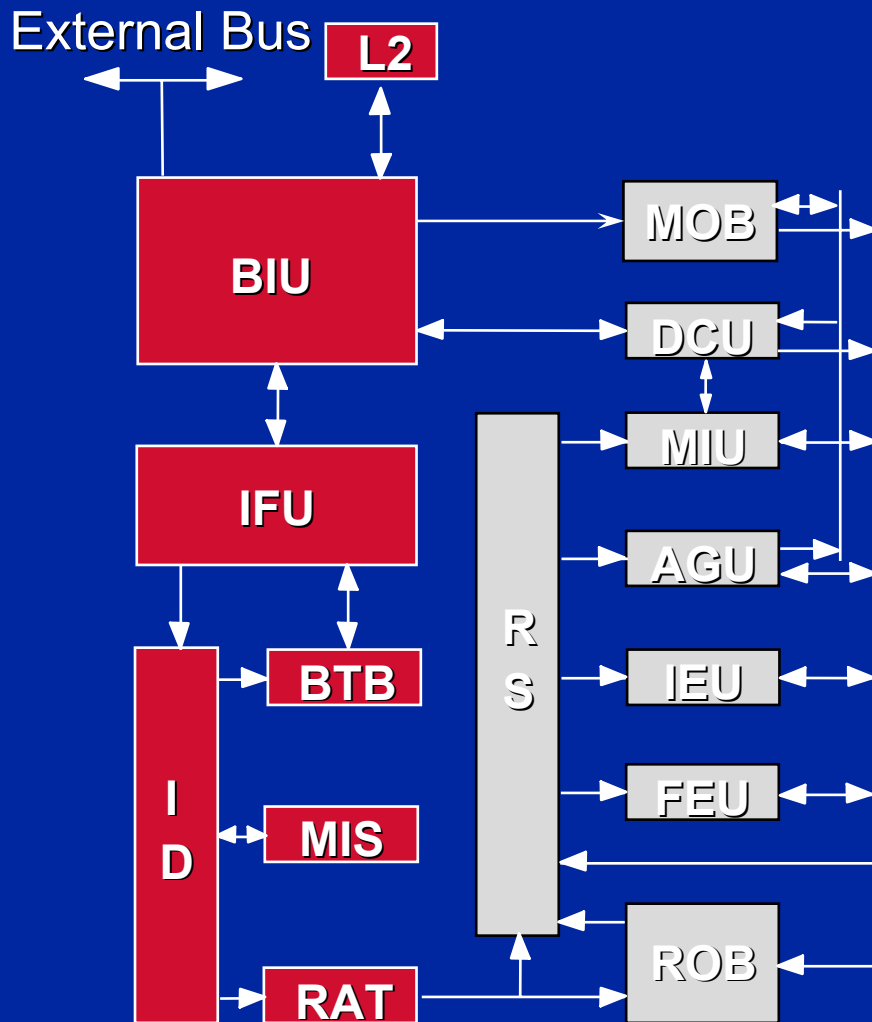 External Bus
L2
BIU
MOB
DCU
MIU
IFU
AGU
R
S
BTB
IEU
I
D
MIS
FEU
RAT
ROB